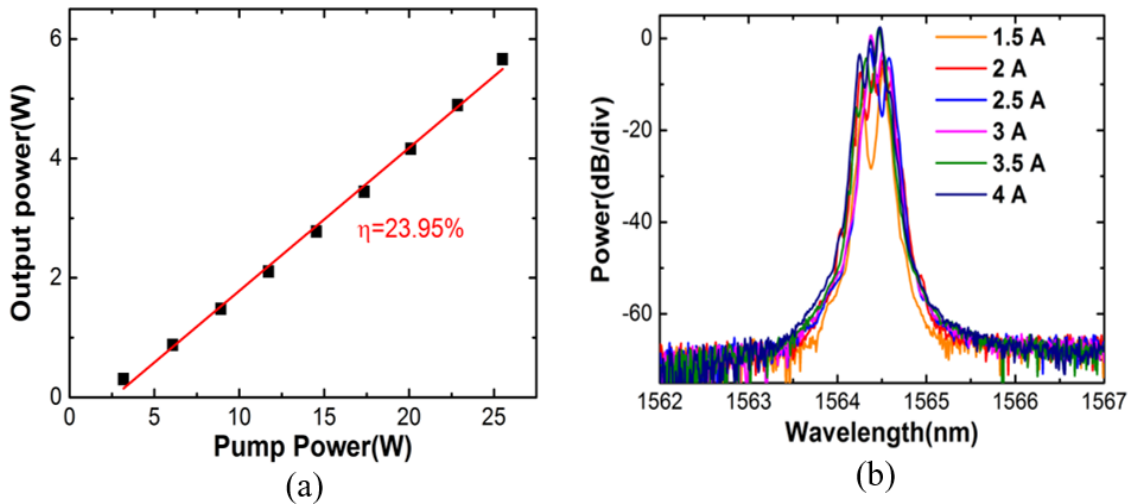 6
4
2
0
0 5 10 15 20 25
Output power(W)
Pump Power(W)
η=23.95%
(a)
0
-20
-40
-60
1562 1563 1564 1565 1566 1567
Power(dB/div)
Wavelength(nm)
1.5 A
2 A
2.5 A
3 A
3.5 A
4 A
(b)